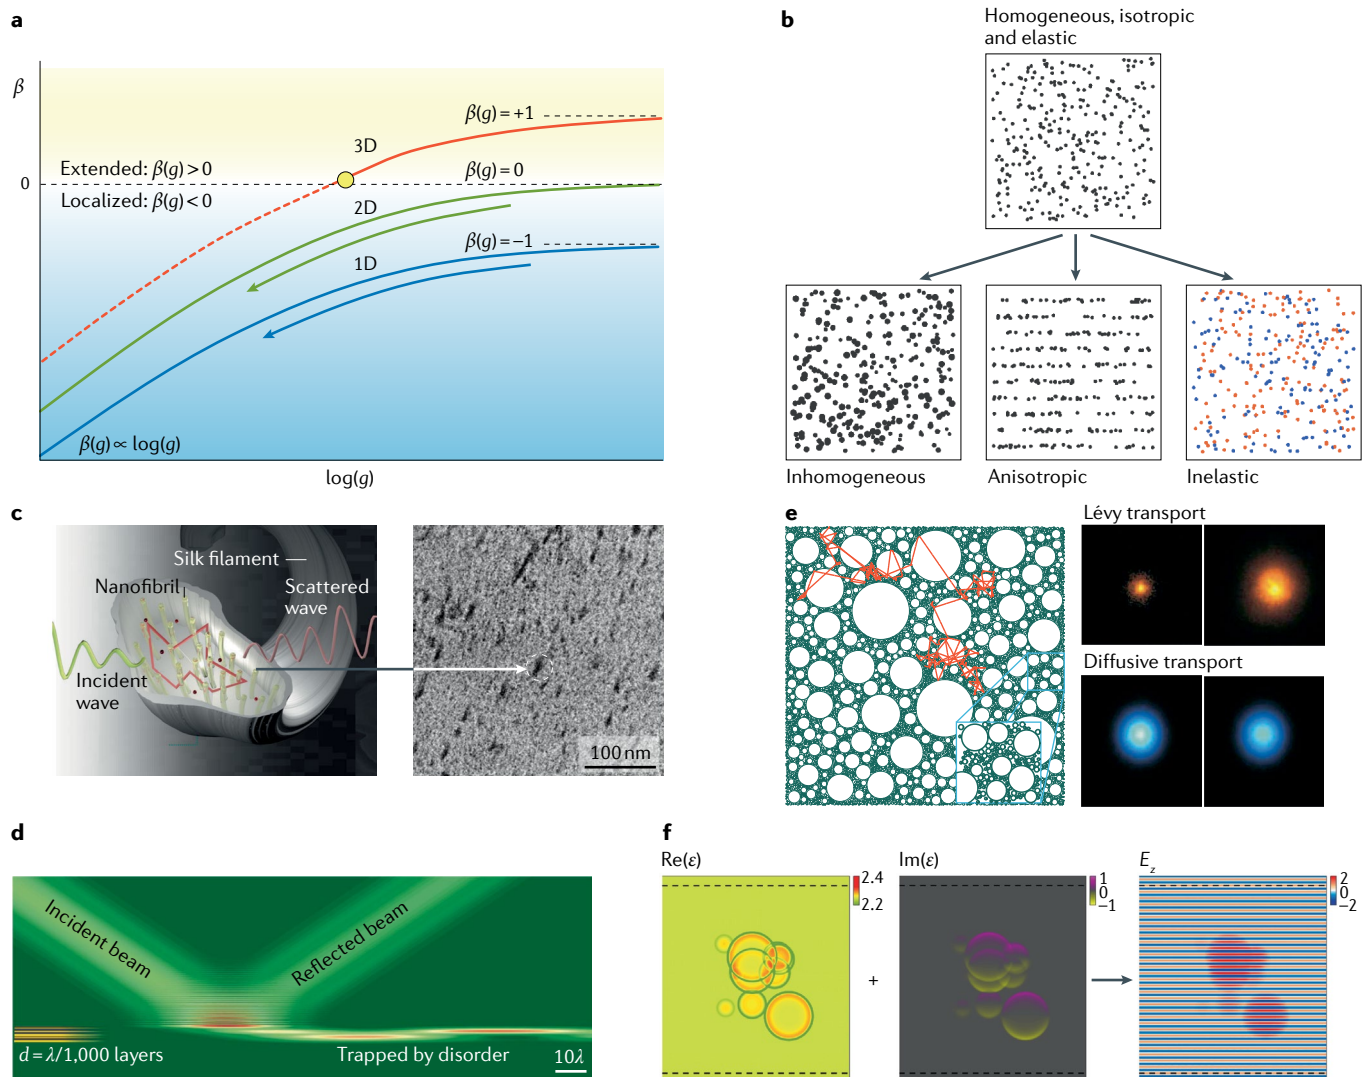 a
β
0
Extended: β(g) > 0
Localized: β(g) < 0
3D
2D
1D
β(g) = +1
β(g) = 0
β(g) = −1
β(g) ∝ log(g)
log(g)
b
Homogeneous, isotropic
and elastic
Inhomogeneous
Anisotropic
Inelastic
c
Silk filament
Nanofibril
Scattered
wave
Incident
wave
100 nm
e
Lévy transport
Diffusive transport
d
Incident beam
Reflected beam
d = λ/1,000 layers
Trapped by disorder
10λ
f
Re(ε)
2.4
2.2
+
Im(ε)
1
0
−1
E_z
2
0
−2